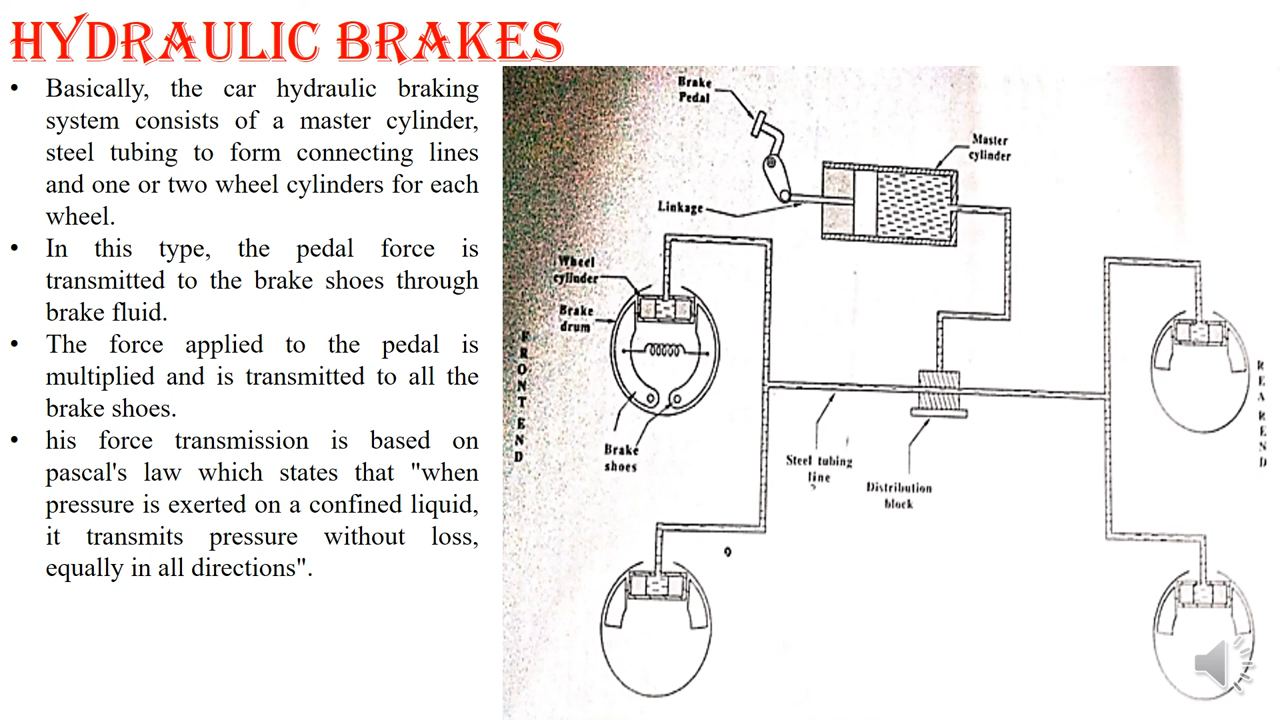 HYDRAULIC BRAKES
• Basically, the car hydraulic braking
system consists of a master cylinder,
steel tubing to form connecting lines
and one or two wheel cylinders for each
wheel.
• In this type, the pedal force is
transmitted to the brake shoes through
brake fluid.
• The force applied to the pedal is
multiplied and is transmitted to all the
brake shoes.
• his force transmission is based on
pascal's law which states that "when
pressure is exerted on a confined liquid,
it transmits pressure without loss,
equally in all directions".
Brake
Pedal
Master
cylinder
Linkage
Wheel
cylinder
Brake
drum
FRONT END
REAR END
Brake
shoes
Steel tubing
line
Distribution
block